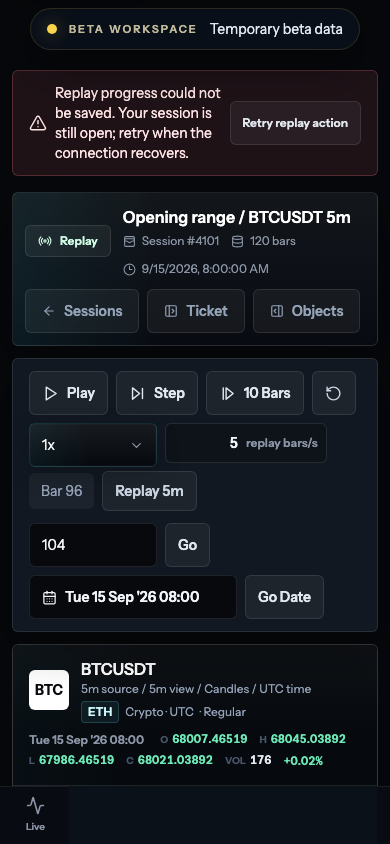 BETA WORKSPACE Temporary beta data
Replay progress could not
be saved. Your session is
still open; retry when the
connection recovers.
Retry replay action
Replay
Opening range / BTCUSDT 5m
Session #4101 120 bars
9/15/2026, 8:00:00 AM
Sessions Ticket Objects
Play Step 10 Bars
1x 5 replay bars/s
Bar 96 Replay 5m
104 Go
Tue 15 Sep '26 08:00 Go Date
BTC
BTCUSDT
5m source / 5m view / Candles / UTC time
ETH Crypto · UTC · Regular
Tue 15 Sep '26 08:00 O 68007.46519 H 68045.03892
L 67986.46519 C 68021.03892 VOL 176 +0.02%
Live